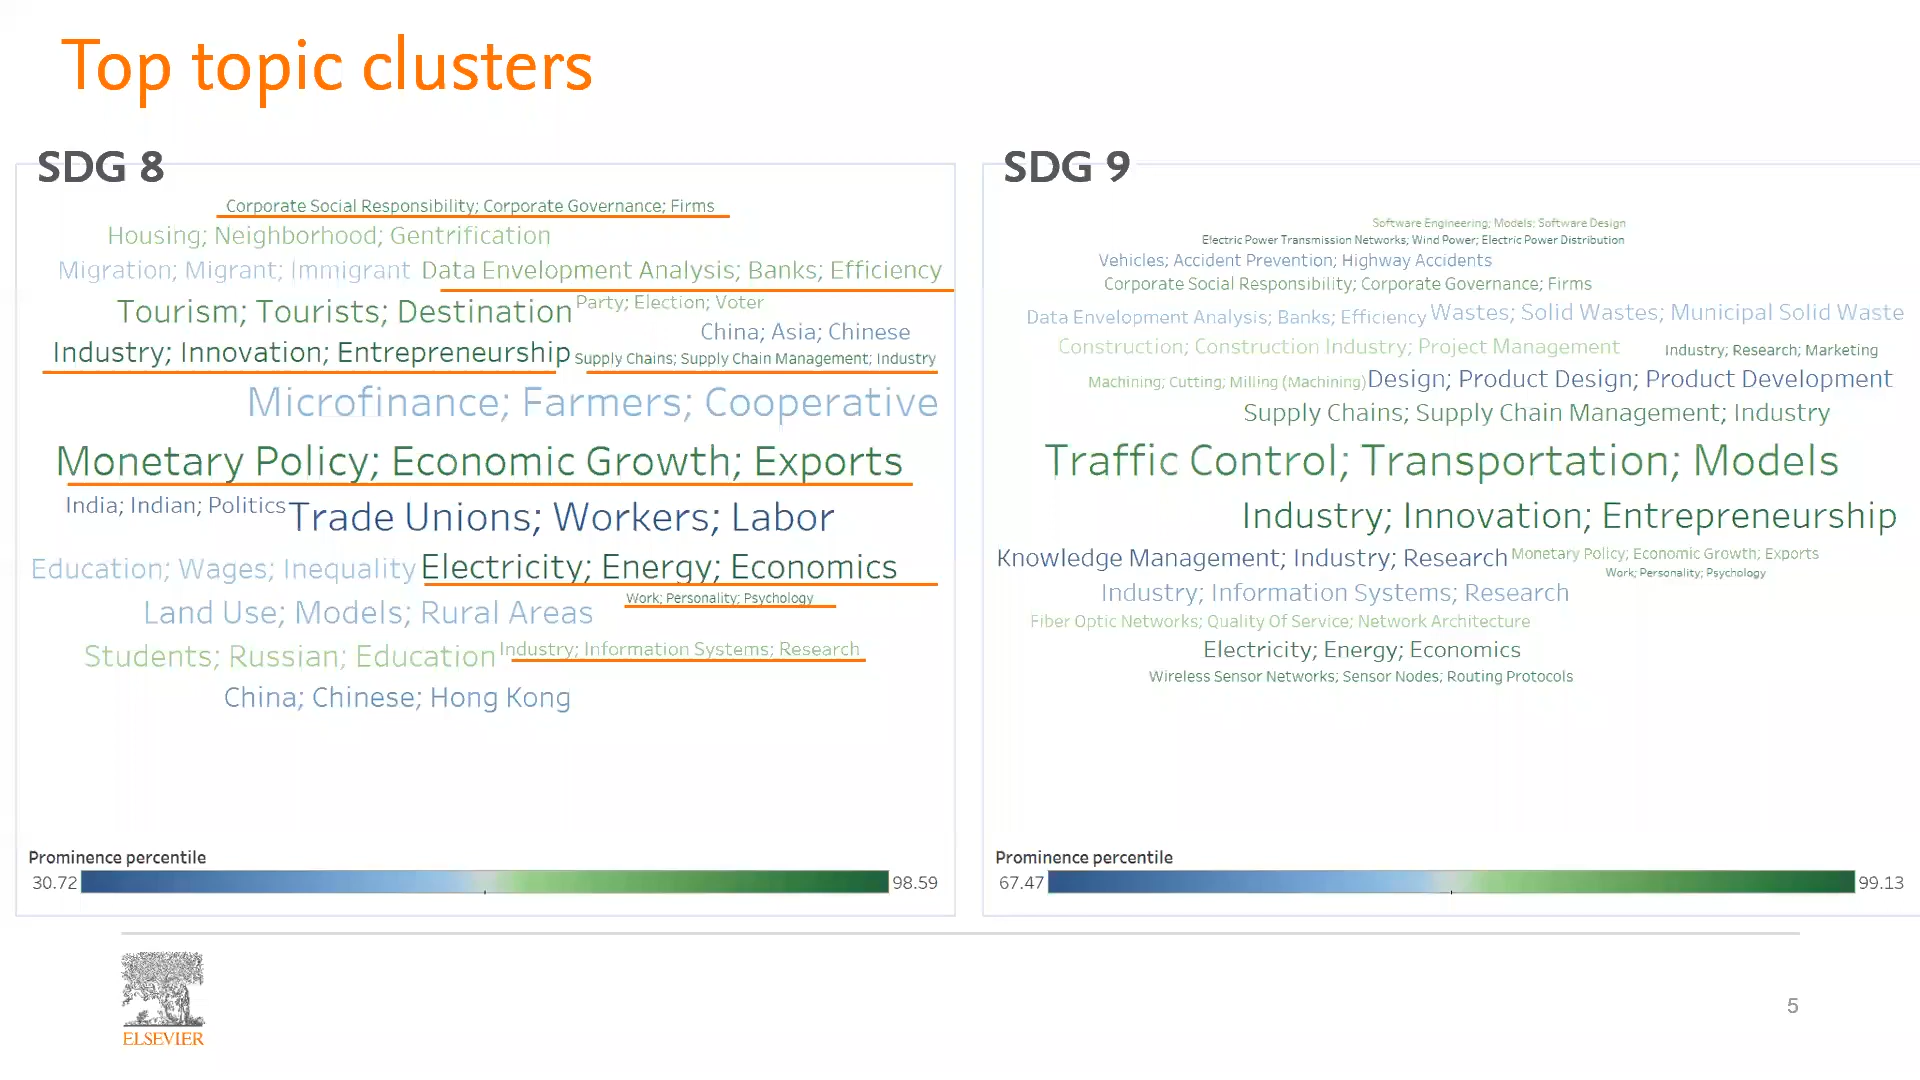 Top topic clusters
SDG 8
Corporate Social Responsibility; Corporate Governance; Firms
Housing; Neighborhood; Gentrification
Migration; Migrant; Immigrant
Data Envelopment Analysis; Banks; Efficiency
Tourism; Tourists; Destination
Party; Election; Voter
China; Asia; Chinese
Industry; Innovation; Entrepreneurship
Supply Chains; Supply Chain Management; Industry
Microfinance; Farmers; Cooperative
Monetary Policy; Economic Growth; Exports
India; Indian; Politics
Trade Unions; Workers; Labor
Education; Wages; Inequality
Electricity; Energy; Economics
Work; Personality; Psychology
Land Use; Models; Rural Areas
Students; Russian; Education
Industry; Information Systems; Research
China; Chinese; Hong Kong
Prominence percentile
30.72
98.59
SDG 9
Software Engineering; Models; Software Design
Electric Power Transmission Networks; Wind Power; Electric Power Distribution
Vehicles; Accident Prevention; Highway Accidents
Corporate Social Responsibility; Corporate Governance; Firms
Data Envelopment Analysis; Banks; Efficiency
Wastes; Solid Wastes; Municipal Solid Waste
Construction; Construction Industry; Project Management
Industry; Research; Marketing
Machining; Cutting; Milling (Machining)
Design; Product Design; Product Development
Supply Chains; Supply Chain Management; Industry
Traffic Control; Transportation; Models
Industry; Innovation; Entrepreneurship
Knowledge Management; Industry; Research
Monetary Policy; Economic Growth; Exports
Work; Personality; Psychology
Industry; Information Systems; Research
Fiber Optic Networks; Quality Of Service; Network Architecture
Electricity; Energy; Economics
Wireless Sensor Networks; Sensor Nodes; Routing Protocols
Prominence percentile
67.47
99.13
ELSEVIER
5